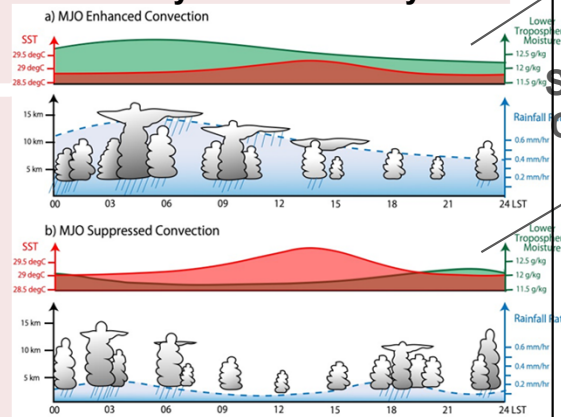 a) MJO Enhanced Convection
SST
Lower
Tropospher
Moisture
29.5 degC
29 degC
28.5 degC
12.5 g/kg
12 g/kg
11.5 g/kg
15 km
10 km
5 km
Rainfall Ra
0.6 mm/hr
0.4 mm/hr
0.2 mm/hr
00 03 06 09 12 15 18 21 24 LST
b) MJO Suppressed Convection
SST
Lower
Tropospher
Moisture
29.5 degC
29 degC
28.5 degC
12.5 g/kg
12 g/kg
11.5
15 km
10 km
5 km
Rainfall Rat
0.6 mm/hr
0.4 mm/hr
0.2 mm/hr
00 03 06 09 12 15 18 21 24 LST